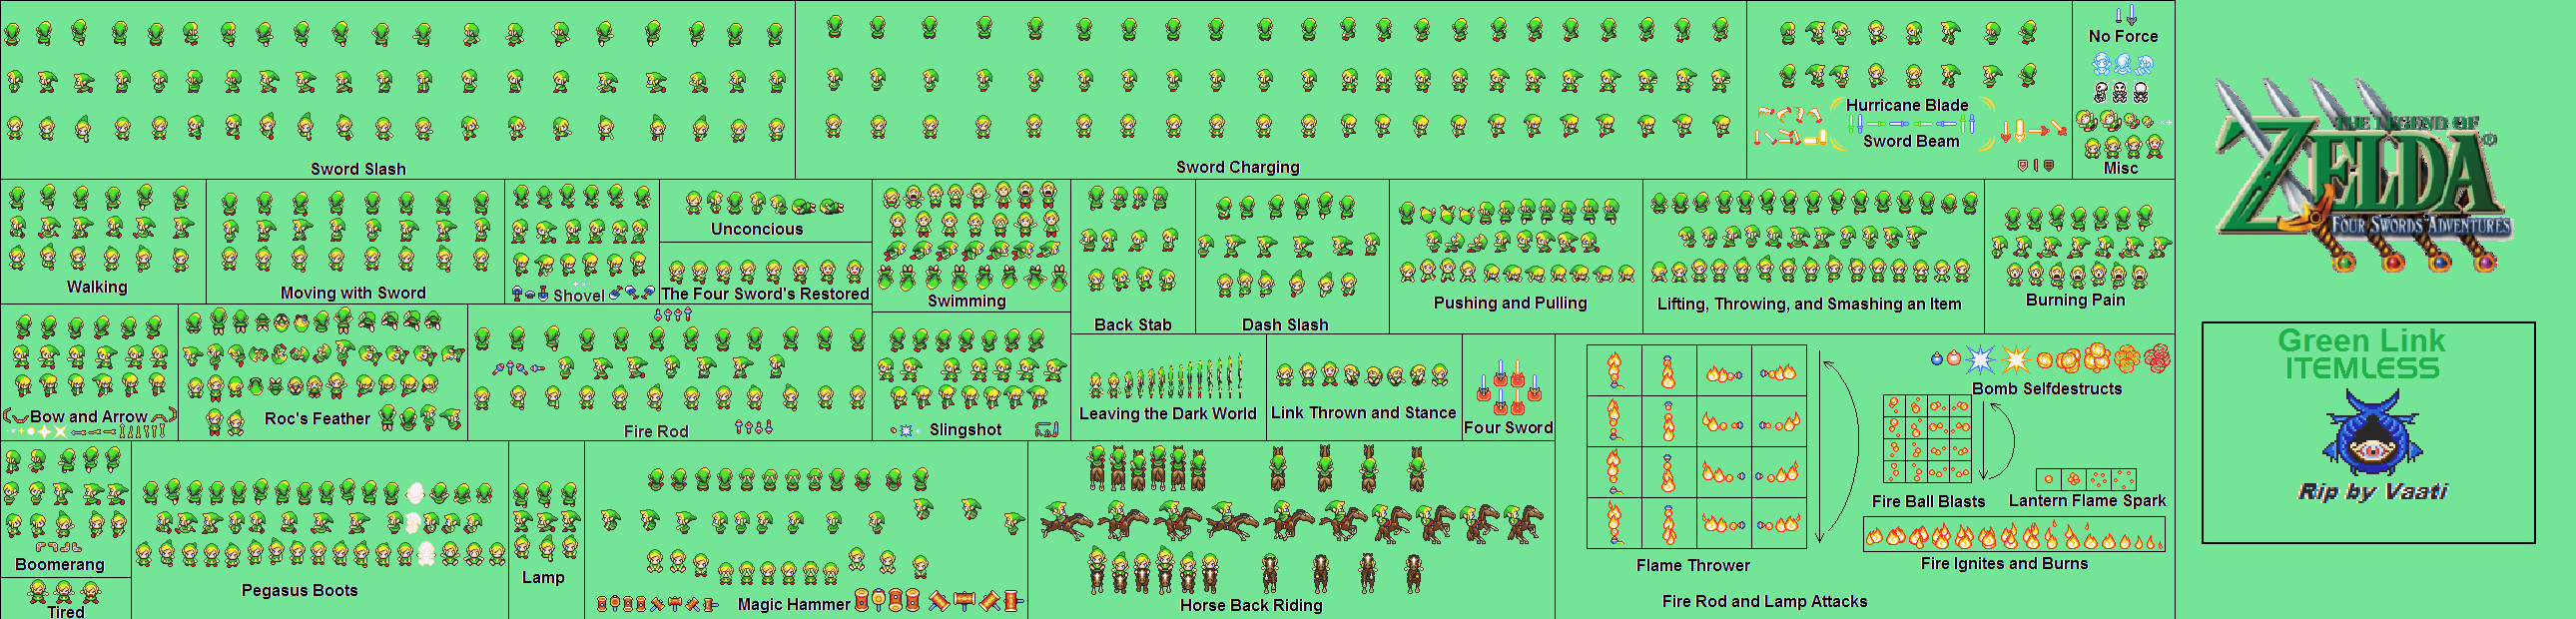 Sword Slash
Sword Charging
Hurricane Blade
Sword Beam
No Force
Misc
THE LEGEND OF
ZELDA®
FOUR SWORDS ADVENTURES
Walking
Moving with Sword
Shovel
Unconcious
The Four Sword's Restored
Swimming
Back Stab
Dash Slash
Pushing and Pulling
Lifting, Throwing, and Smashing an Item
Burning Pain
Bow and Arrow
Roc's Feather
Fire Rod
Slingshot
Leaving the Dark World
Link Thrown and Stance
Four Sword
Bomb Selfdestructs
Fire Ball Blasts
Lantern Flame Spark
Fire Ignites and Burns
Flame Thrower
Fire Rod and Lamp Attacks
Green Link
ITEMLESS
Rip by Vaati
Boomerang
Tired
Pegasus Boots
Lamp
Magic Hammer
Horse Back Riding